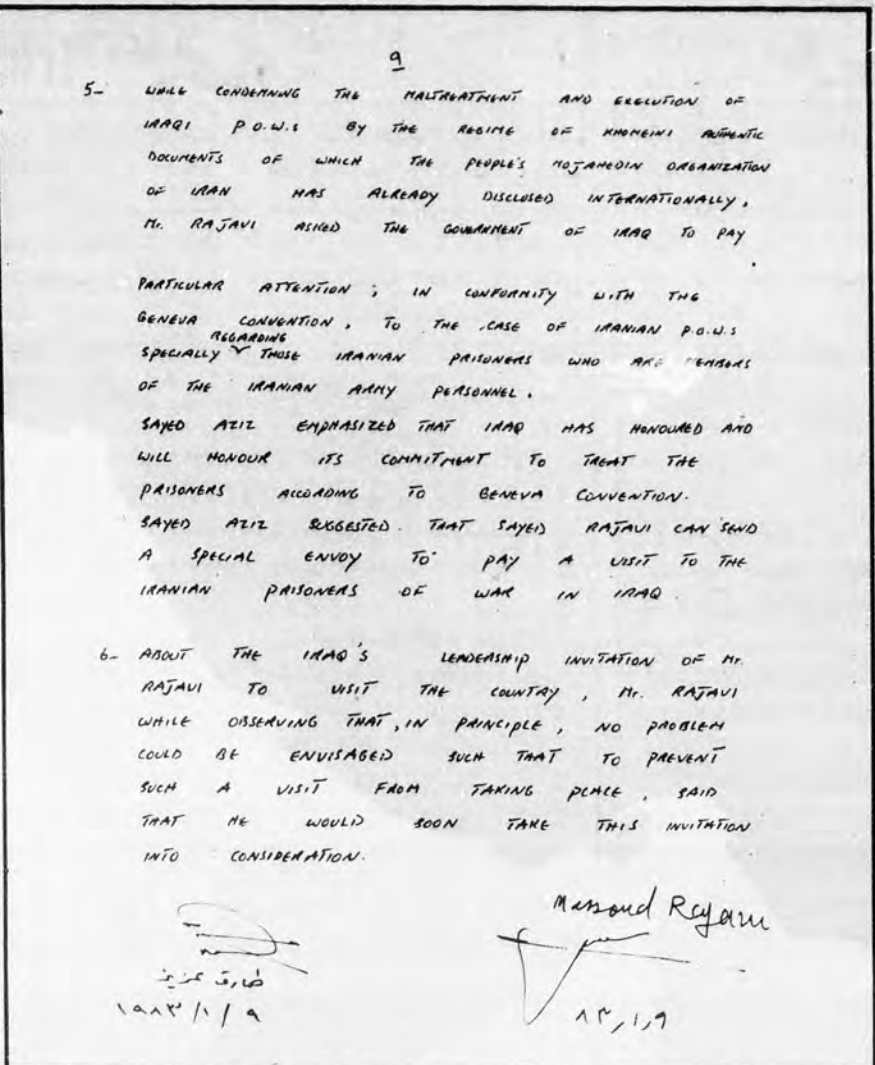 9
5- WHILE CONDEMNING THE MALTREATMENT AND EXECUTION OF
IRAQI P.O.W.s BY THE REGIME OF KHOMEINI AUTHENTIC
DOCUMENTS OF WHICH THE PEOPLE'S MOJAHEDIN ORGANIZATION
OF IRAN HAS ALREADY DISCLOSED INTERNATIONALLY,
Mr. RAJAVI ASKED THE GOVERNMENT OF IRAQ TO PAY
PARTICULAR ATTENTION ; IN CONFORMITY WITH THE
GENEVA CONVENTION, TO THE CASE OF IRANIAN P.O.W.s
SPECIALLY REGARDING THOSE IRANIAN PRISONERS WHO ARE MEMBERS
OF THE IRANIAN ARMY PERSONNEL.
SAYED AZIZ EMPHASIZED THAT IRAQ HAS HONOURED AND
WILL HONOUR ITS COMMITMENT TO TREAT THE
PRISONERS ACCORDING TO GENEVA CONVENTION.
SAYED AZIZ SUGGESTED THAT SAYED RAJAVI CAN SEND
A SPECIAL ENVOY TO PAY A VISIT TO THE
IRANIAN PRISONERS OF WAR IN IRAQ.
6- ABOUT THE IRAQ'S LEADERSHIP INVITATION OF Mr.
RAJAVI TO VISIT THE COUNTRY, Mr. RAJAVI
WHILE OBSERVING THAT, IN PRINCIPLE, NO PROBLEM
COULD BE ENVISAGED SUCH THAT TO PREVENT
SUCH A VISIT FROM TAKING PLACE, SAID
THAT HE WOULD SOON TAKE THIS INVITATION
INTO CONSIDERATION.
Massoud Rajavi
طارق عزيز
١٩٨٣/١/٩
٨٣,١,٩